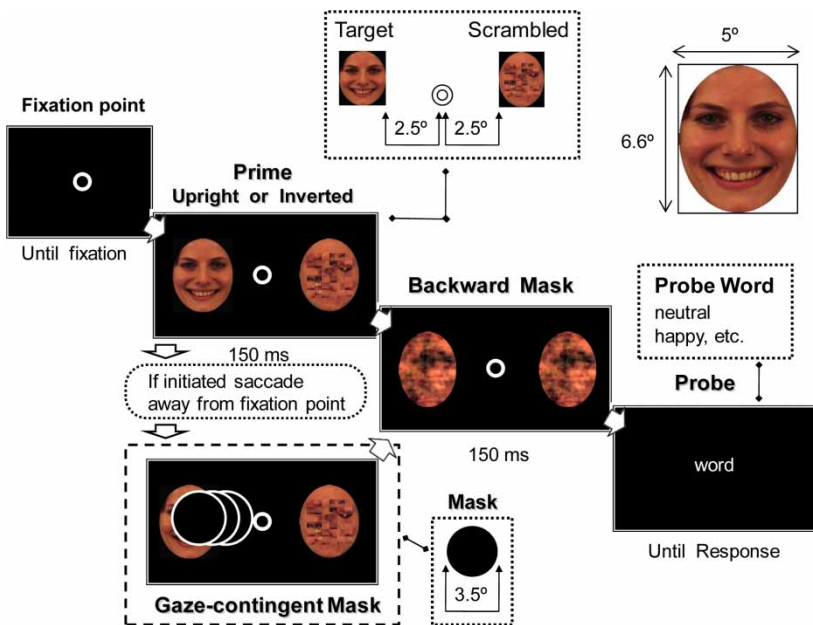 Target
Scrambled
2.5º
2.5º
5º
6.6º
Fixation point
Until fixation
Prime
Upright or Inverted
150 ms
If initiated saccade
away from fixation point
Backward Mask
150 ms
Probe Word
neutral
happy, etc.
Probe
word
Until Response
Gaze-contingent Mask
Mask
3.5º